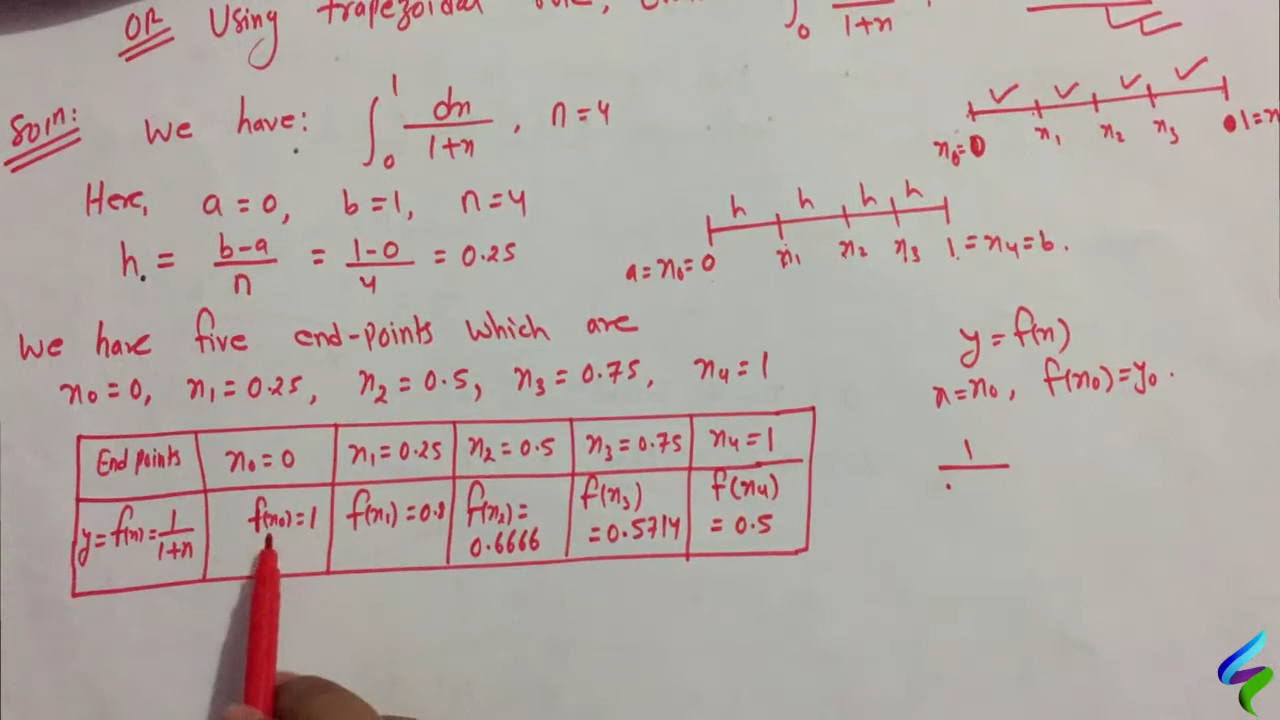 OR Using trapezoidal rule, ∫₀ 1+x
Soln: We have: ∫₀¹ dx/(1+x), n=4
Here, a=0, b=1, n=4
h = (b-a)/n = (1-0)/4 = 0.25
x₀=0 x₁ x₂ x₃ 1=x
h h h h
a=x₀=0 x₁ x₂ x₃ 1=x₄=b.
We have five end-points which are
x₀=0, x₁=0.25, x₂=0.5, x₃=0.75, x₄=1
y=f(x)
x=x₀, f(x₀)=y₀.
1
End points x₀=0 x₁=0.25 x₂=0.5 x₃=0.75 x₄=1
y=f(x)=1/(1+x) f(x₀)=1 f(x₁)=0.8 f(x₂)=0.6666 f(x₃)=0.5714 f(x₄)=0.5